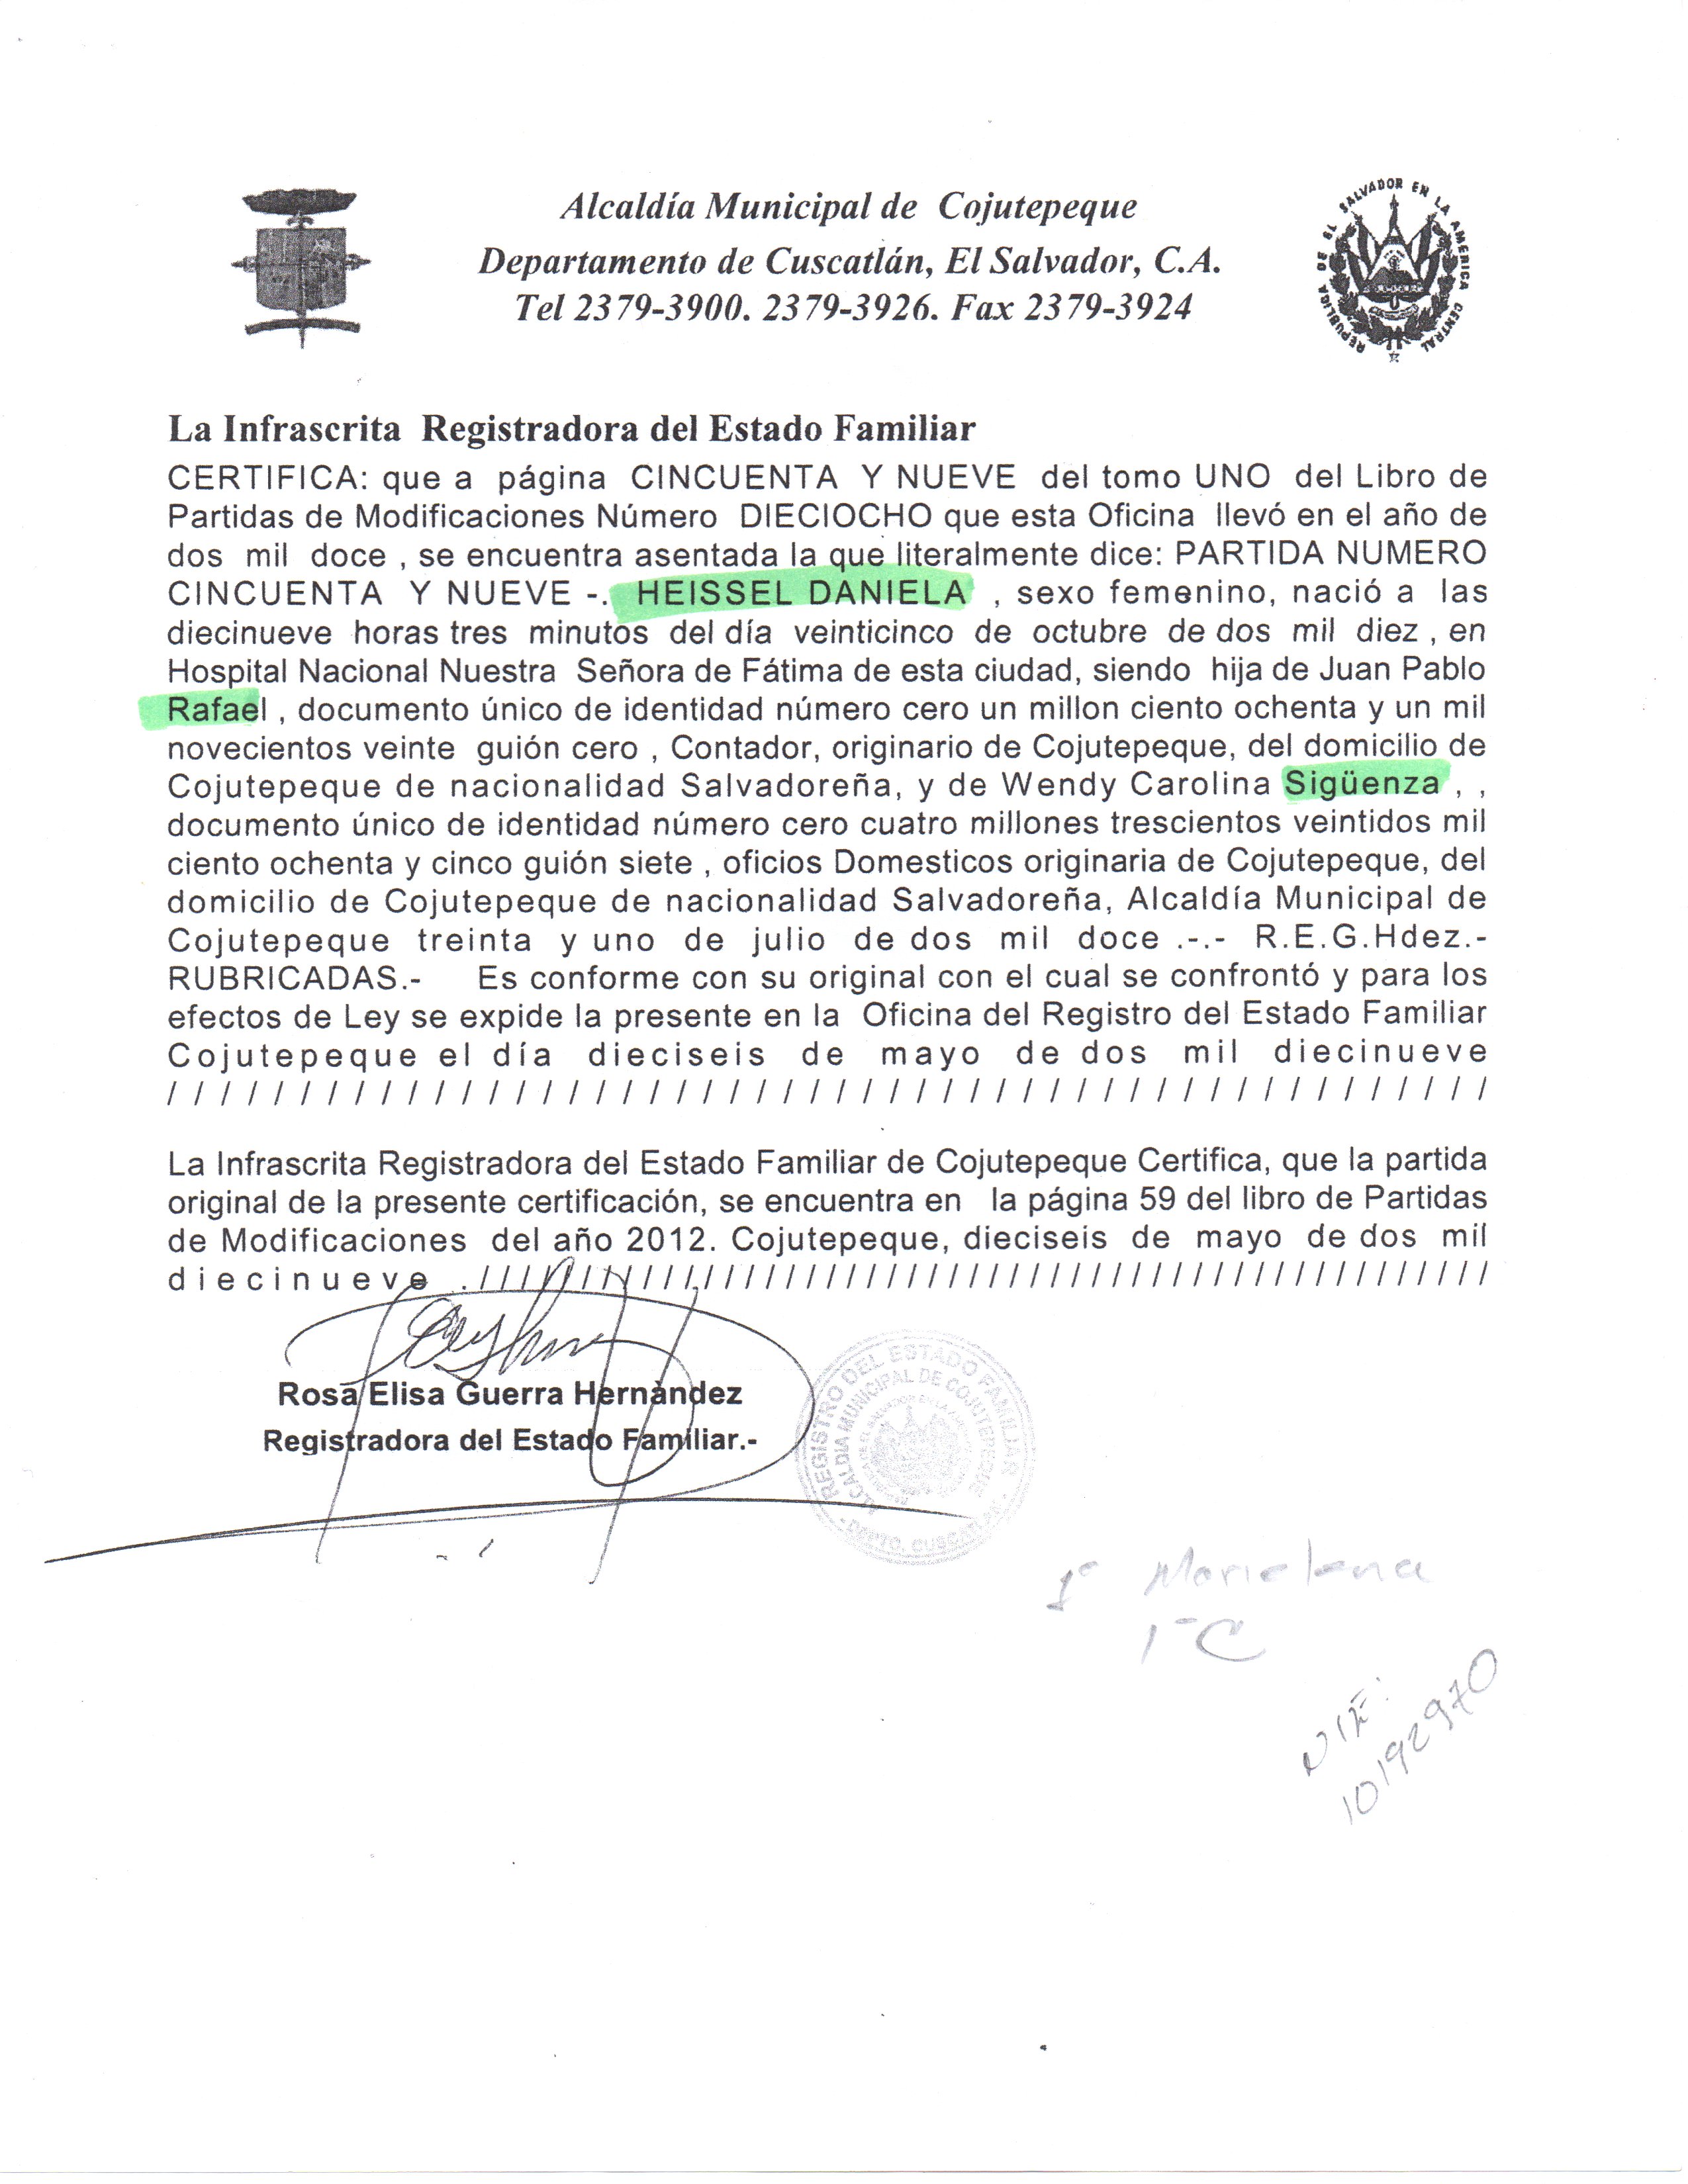 Alcaldía Municipal de Cojutepeque
Departamento de Cuscatlán, El Salvador, C.A.
Tel 2379-3900. 2379-3926. Fax 2379-3924
REPUBLICA DE EL SALVADOR EN LA AMERICA CENTRAL
La Infrascrita Registradora del Estado Familiar
CERTIFICA: que a página CINCUENTA Y NUEVE del tomo UNO del Libro de
Partidas de Modificaciones Número DIECIOCHO que esta Oficina llevó en el año de
dos mil doce , se encuentra asentada la que literalmente dice: PARTIDA NUMERO
CINCUENTA Y NUEVE -. HEISSEL DANIELA , sexo femenino, nació a las
diecinueve horas tres minutos del día veinticinco de octubre de dos mil diez , en
Hospital Nacional Nuestra Señora de Fátima de esta ciudad, siendo hija de Juan Pablo
Rafael , documento único de identidad número cero un millon ciento ochenta y un mil
novecientos veinte guión cero , Contador, originario de Cojutepeque, del domicilio de
Cojutepeque de nacionalidad Salvadoreña, y de Wendy Carolina Sigüenza , ,
documento único de identidad número cero cuatro millones trescientos veintidos mil
ciento ochenta y cinco guión siete , oficios Domesticos originaria de Cojutepeque, del
domicilio de Cojutepeque de nacionalidad Salvadoreña, Alcaldía Municipal de
Cojutepeque treinta y uno de julio de dos mil doce .-.- R.E.G.Hdez.-
RUBRICADAS.- Es conforme con su original con el cual se confrontó y para los
efectos de Ley se expide la presente en la Oficina del Registro del Estado Familiar
Cojutepeque el día dieciseis de mayo de dos mil diecinueve
/ / / / / / / / / / / / / / / / / / / / / / / / / / / / / / / / / / / / / / / / / / / / / / / / / /
La Infrascrita Registradora del Estado Familiar de Cojutepeque Certifica, que la partida
original de la presente certificación, se encuentra en la página 59 del libro de Partidas
de Modificaciones del año 2012. Cojutepeque, dieciseis de mayo de dos mil
diecinueve .//////////////////////////////////////////////////
Rosa Elisa Guerra Hernàndez
Registradora del Estado Familiar.-
REGISTRO DEL ESTADO FAMILIAR
ALCALDIA MUNICIPAL DE COJUTEPEQUE
DEPTO. CUSCATLAN
1° C
NIE:
10192970